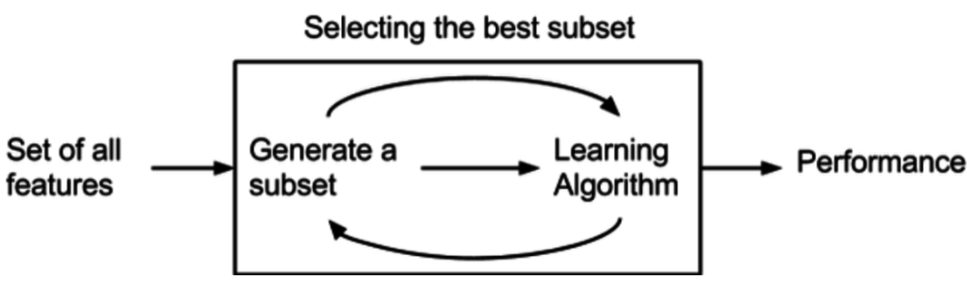 Selecting the best subset
Set of all
features
Generate a
subset
Learning
Algorithm
Performance